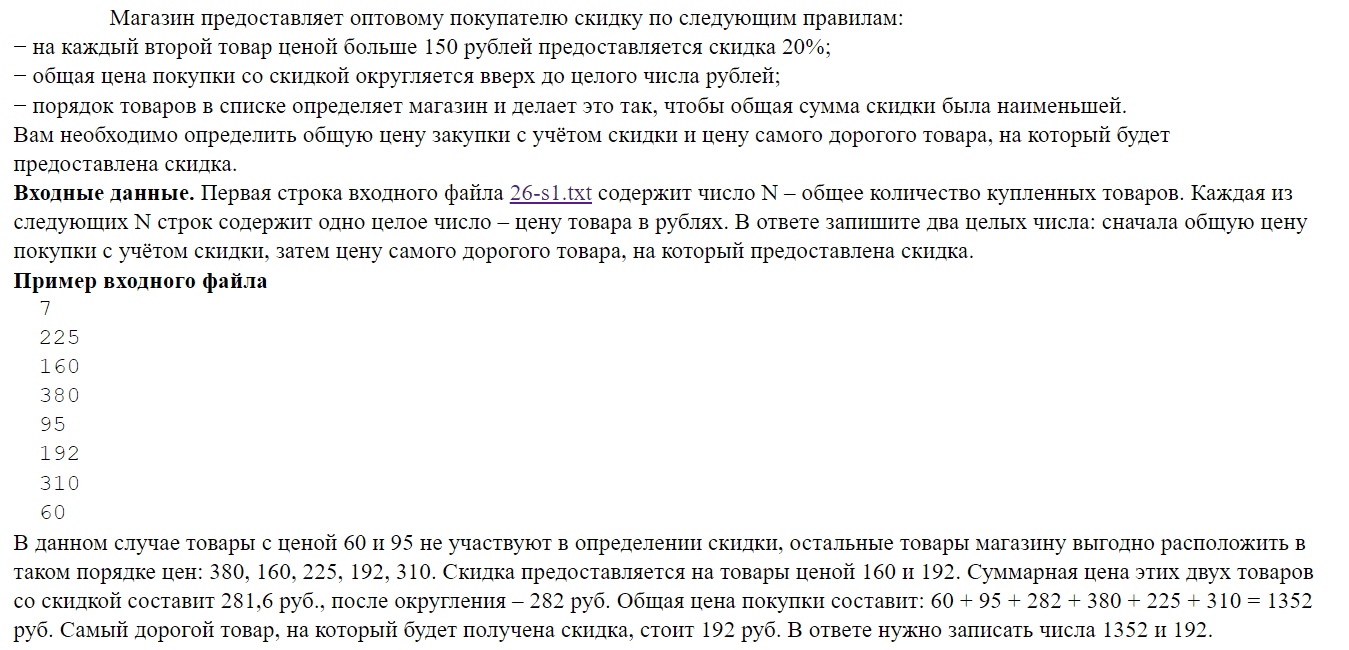 Магазин предоставляет оптовому покупателю скидку по следующим правилам:
− на каждый второй товар ценой больше 150 рублей предоставляется скидка 20%;
− общая цена покупки со скидкой округляется вверх до целого числа рублей;
− порядок товаров в списке определяет магазин и делает это так, чтобы общая сумма скидки была наименьшей.
Вам необходимо определить общую цену закупки с учётом скидки и цену самого дорогого товара, на который будет
предоставлена скидка.
Входные данные. Первая строка входного файла 26-s1.txt содержит число N – общее количество купленных товаров. Каждая из
следующих N строк содержит одно целое число – цену товара в рублях. В ответе запишите два целых числа: сначала общую цену
покупки с учётом скидки, затем цену самого дорогого товара, на который предоставлена скидка.
Пример входного файла
7
225
160
380
95
192
310
60
В данном случае товары с ценой 60 и 95 не участвуют в определении скидки, остальные товары магазину выгодно расположить в
таком порядке цен: 380, 160, 225, 192, 310. Скидка предоставляется на товары ценой 160 и 192. Суммарная цена этих двух товаров
со скидкой составит 281,6 руб., после округления – 282 руб. Общая цена покупки составит: 60 + 95 + 282 + 380 + 225 + 310 = 1352
руб. Самый дорогой товар, на который будет получена скидка, стоит 192 руб. В ответе нужно записать числа 1352 и 192.